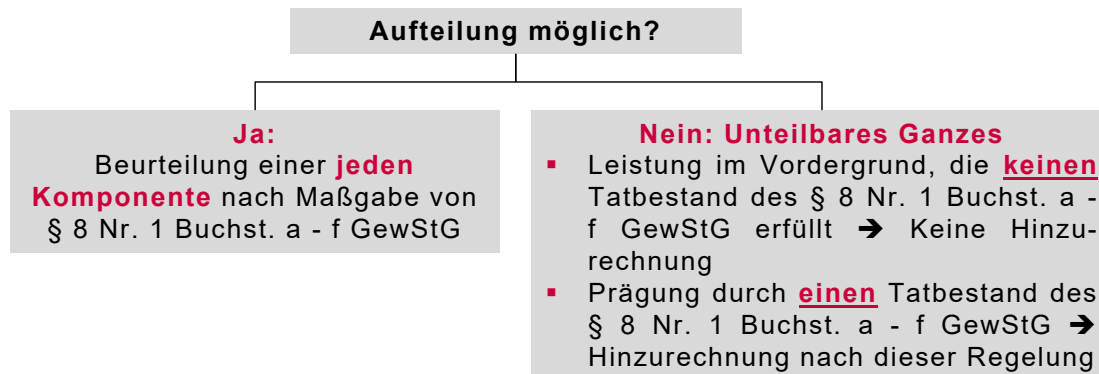 Aufteilung möglich?
Ja:
Beurteilung einer jeden
Komponente nach Maßgabe von
§ 8 Nr. 1 Buchst. a - f GewStG
Nein: Unteilbares Ganzes
▪ Leistung im Vordergrund, die keinen
Tatbestand des § 8 Nr. 1 Buchst. a -
f GewStG erfüllt ➔ Keine Hinzu-
rechnung
▪ Prägung durch einen Tatbestand des
§ 8 Nr. 1 Buchst. a - f GewStG ➔
Hinzurechnung nach dieser Regelung